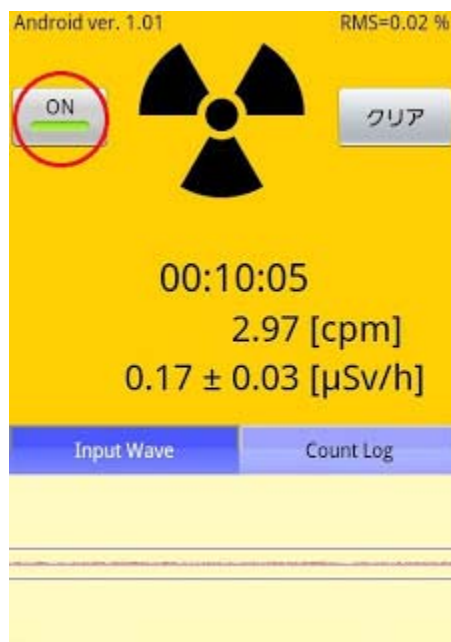 Android ver. 1.01 RMS=0.02 %
ON クリア
00:10:05
2.97 [cpm]
0.17 ± 0.03 [μSv/h]
Input Wave Count Log